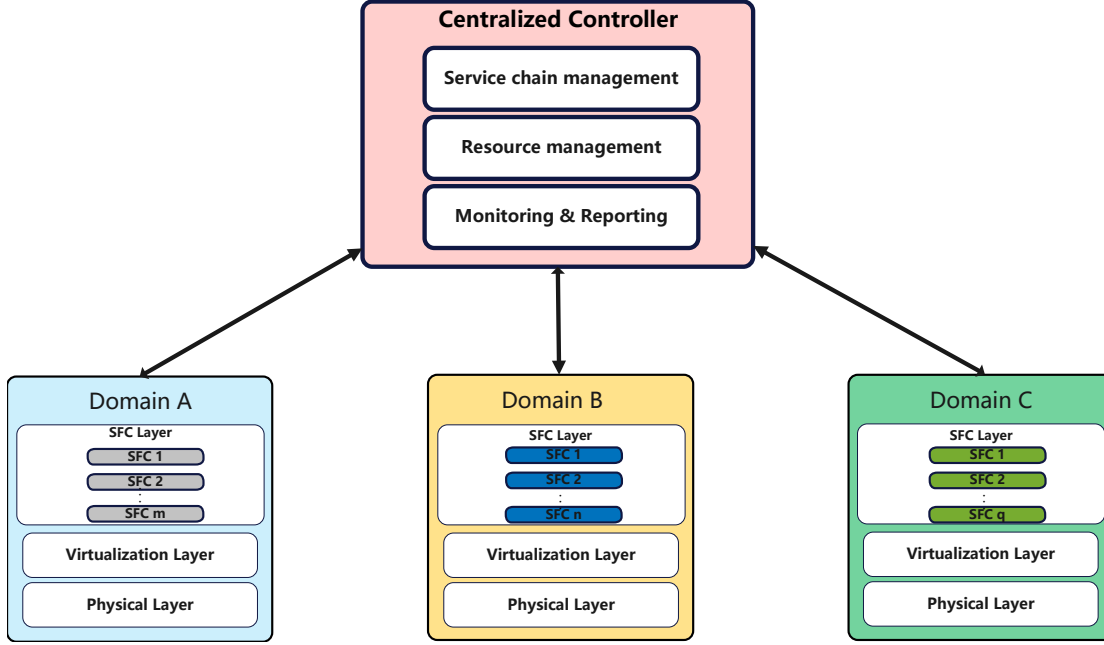 Centralized Controller
Service chain management
Resource management
Monitoring & Reporting
Domain A
SFC Layer
SFC 1
SFC 2
⋮
SFC m
Virtualization Layer
Physical Layer
Domain B
SFC Layer
SFC 1
SFC 2
⋮
SFC n
Virtualization Layer
Physical Layer
Domain C
SFC Layer
SFC 1
SFC 2
⋮
SFC q
Virtualization Layer
Physical Layer